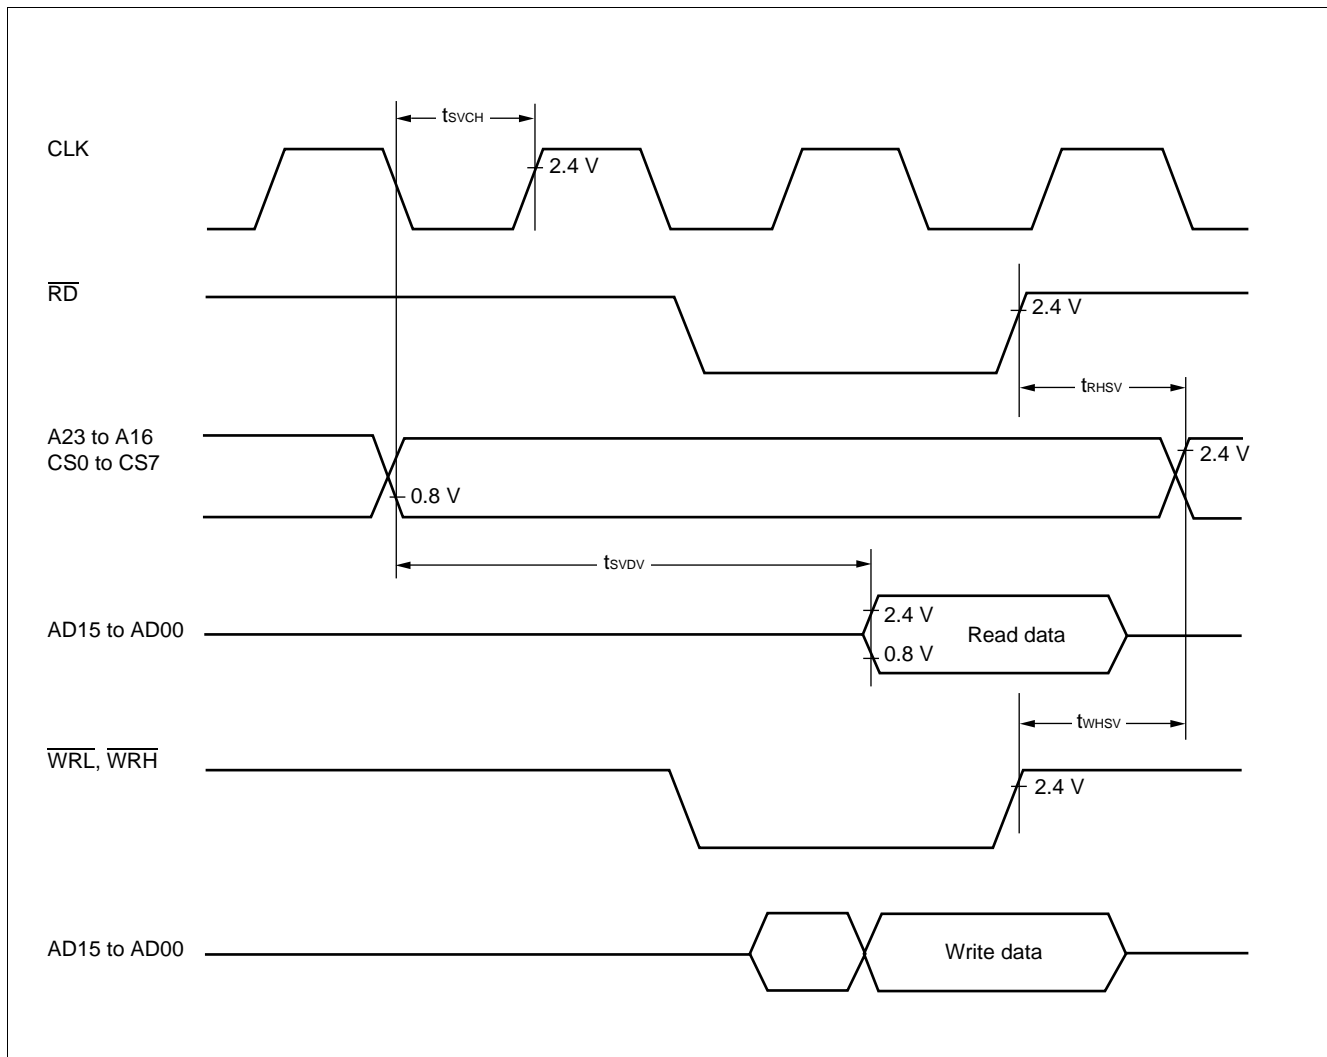 tSVCH
CLK
2.4 V
RD
2.4 V
tRHSV
A23 to A16
CS0 to CS7
2.4 V
0.8 V
tSVDV
AD15 to AD00
2.4 V
Read data
0.8 V
tWHSV
WRL, WRH
2.4 V
AD15 to AD00
Write data